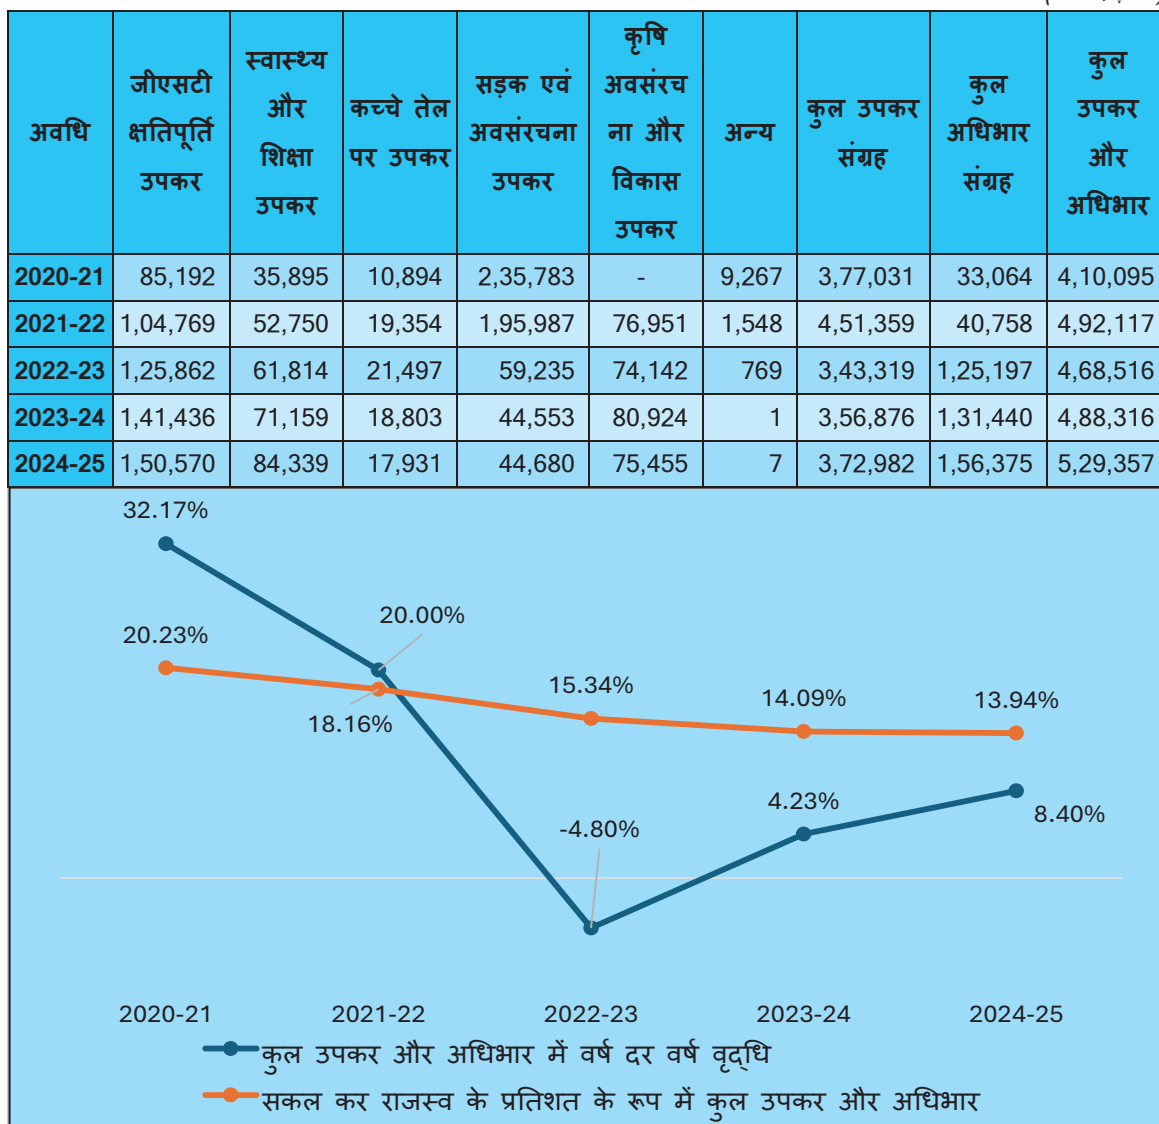 अवधि
जीएसटी
क्षतिपूर्ति
उपकर
स्वास्थ्य
और
शिक्षा
उपकर
कच्चे तेल
पर उपकर
सड़क एवं
अवसंरचना
उपकर
कृषि
अवसंरच
ना और
विकास
उपकर
अन्य
कुल उपकर
संग्रह
कुल
अधिभार
संग्रह
कुल
उपकर
और
अधिभार
2020-21 85,192 35,895 10,894 2,35,783 - 9,267 3,77,031 33,064 4,10,095
2021-22 1,04,769 52,750 19,354 1,95,987 76,951 1,548 4,51,359 40,758 4,92,117
2022-23 1,25,862 61,814 21,497 59,235 74,142 769 3,43,319 1,25,197 4,68,516
2023-24 1,41,436 71,159 18,803 44,553 80,924 1 3,56,876 1,31,440 4,88,316
2024-25 1,50,570 84,339 17,931 44,680 75,455 7 3,72,982 1,56,375 5,29,357
32.17%
20.00%
20.23%
15.34%
14.09%
13.94%
18.16%
4.23%
8.40%
-4.80%
2020-21 2021-22 2022-23 2023-24 2024-25
कुल उपकर और अधिभार में वर्ष दर वर्ष वृद्धि
सकल कर राजस्व के प्रतिशत के रूप में कुल उपकर और अधिभार